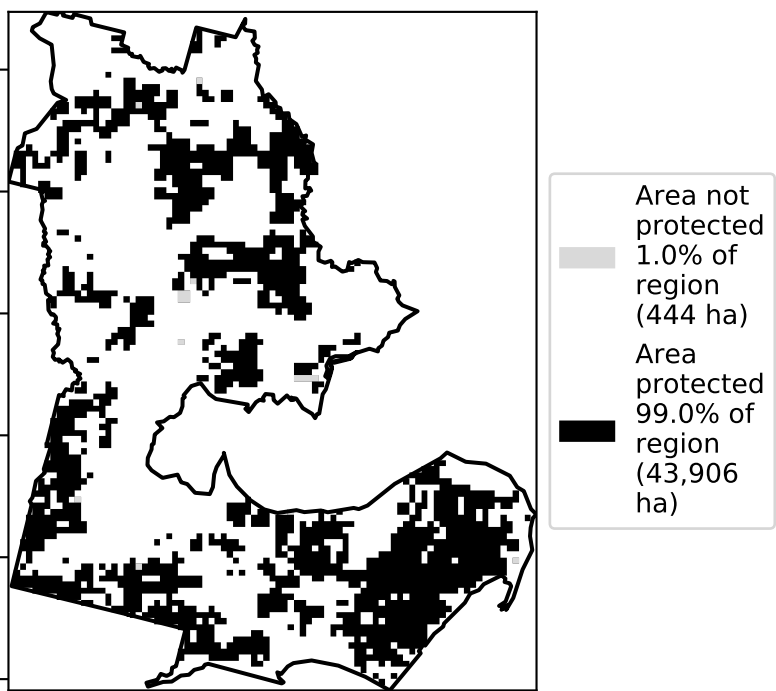 Area not
protected
1.0% of
region
(444 ha)
Area
protected
99.0% of
region
(43,906
ha)